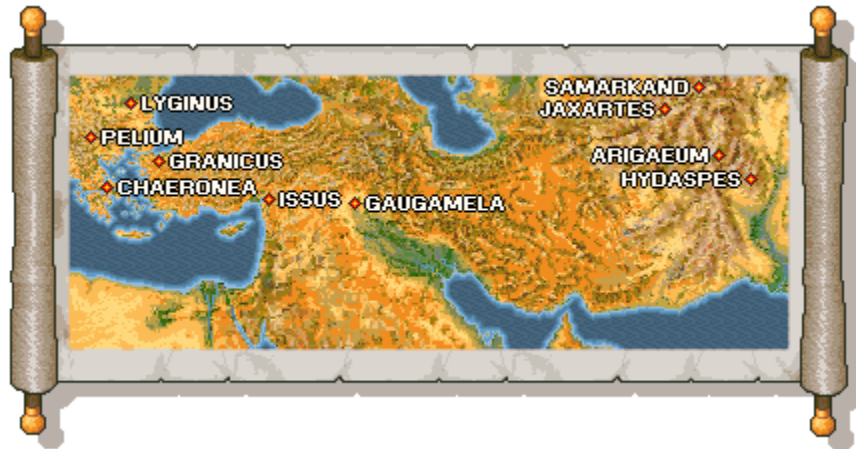 SAMARKAND
LYGINUS
JAXARTES
PELIUM
ARIGAEUM
GRANICUS
HYDASPES
CHAERONEA
ISSUS
GAUGAMELA